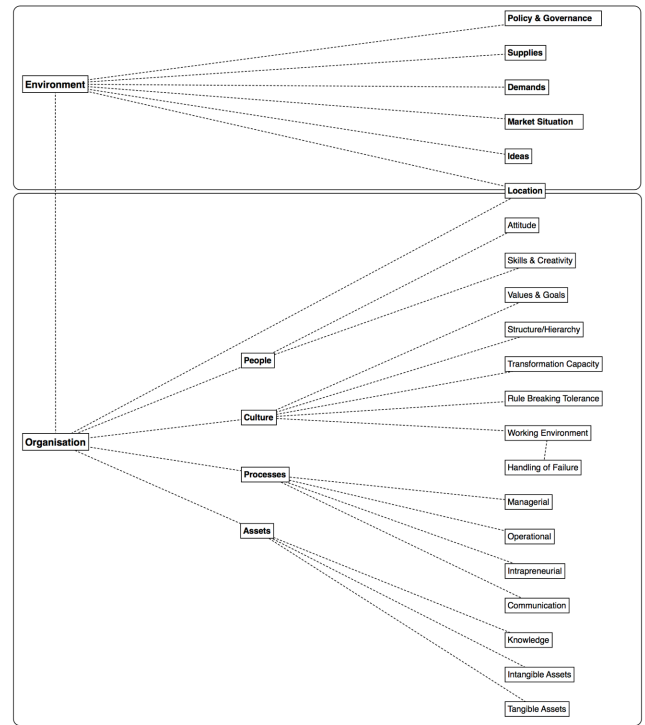 Policy & Governance
Supplies
Environment
Demands
Market Situation
Ideas
Location
Attitude
Skills & Creativity
Values & Goals
Structure/Hierarchy
People
Transformation Capacity
Rule Breaking Tolerance
Culture
Working Environment
Organisation
Handling of Failure
Processes
Managerial
Assets
Operational
Intrapreneurial
Communication
Knowledge
Intangible Assets
Tangible Assets